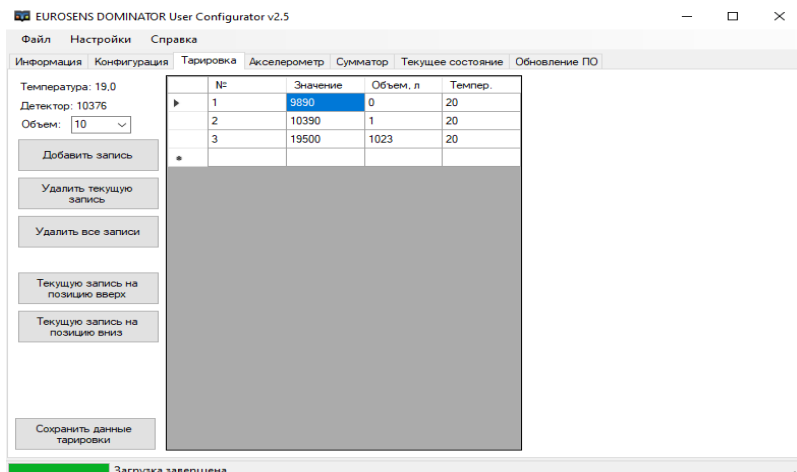 EUROSENS DOMINATOR User Configurator v2.5
Файл Настройки Справка
Информация Конфигурация Тарировка Акселерометр Сумматор Текущее состояние Обновление ПО
Температура: 19,0
Детектор: 10376
Объем: 10
Добавить запись
Удалить текущую
запись
Удалить все записи
Текущую запись на
позицию вверх
Текущую запись на
позицию вниз
Сохранить данные
тарировки
№ Значение Объем, л Темпер.
1 9890 0 20
2 10390 1 20
3 19500 1023 20
Загрузка завершена